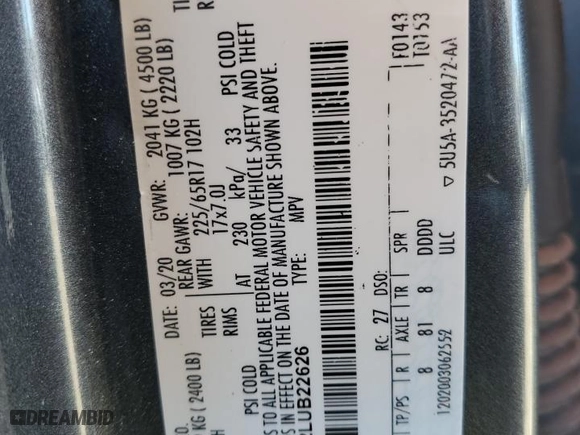 DATE: 03/20 GVWR: 2041 KG ( 4500 LB)
REAR GAWR: 1007 KG ( 2220 LB)
KG ( 2400 LB) TIRES WITH 225/65R17 102H
RIMS 17x7.0J
PSI COLD AT 230 kPa/ 33 PSI COLD
S TO ALL APPLICABLE FEDERAL MOTOR VEHICLE SAFETY AND THEFT
S IN EFFECT ON THE DATE OF MANUFACTURE SHOWN ABOVE.
LUB22626 TYPE: MPV
F0143
T0153
RC: 27 DSO:
TP/PS R AXLE TR SPR
8 81 8 DDDD
1202003062552 ULC ▽ 5U5A-3520472-AA
DREAMBID